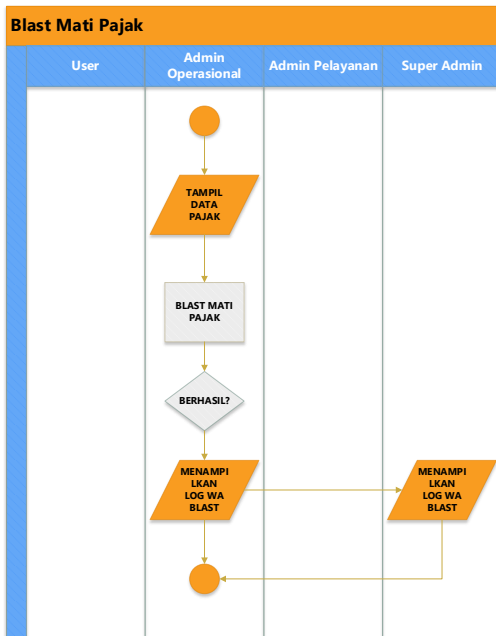 Blast Mati Pajak
User
Admin
Operasional
Admin Pelayanan
Super Admin
TAMPIL
DATA
PAJAK
BLAST MATI
PAJAK
BERHASIL?
MENAMPI
LKAN
LOG WA
BLAST
MENAMPI
LKAN
LOG WA
BLAST